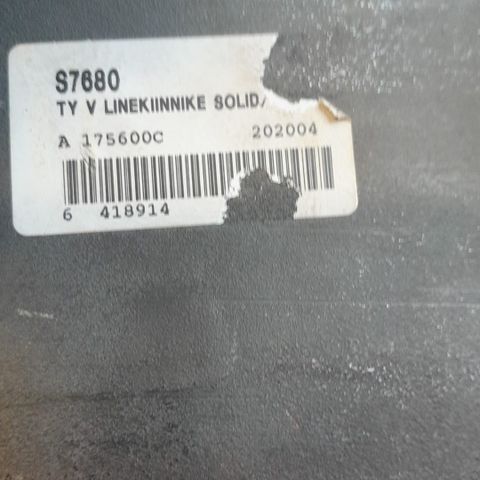 S7680
TY V LINEKIINNIKE SOLID/
A 175600C 202004
6 418914